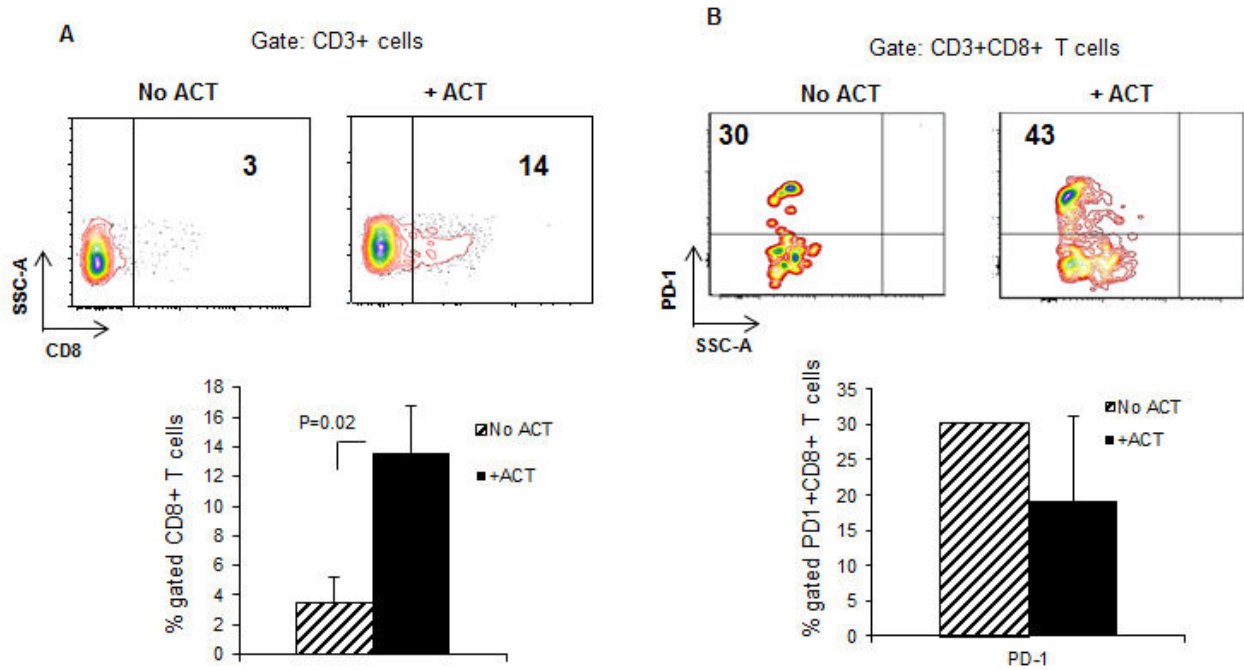 A
Gate: CD3+ cells
No ACT
+ ACT
3
14
SSC-A
CD8
18
16
14
12
10
8
6
4
2
0
% gated CD8+ T cells
P=0.02
No ACT
+ACT
B
Gate: CD3+CD8+ T cells
No ACT
+ ACT
30
43
PD-1
SSC-A
35
30
25
20
15
10
5
0
% gated PD1+CD8+ T cells
No ACT
+ACT
PD-1